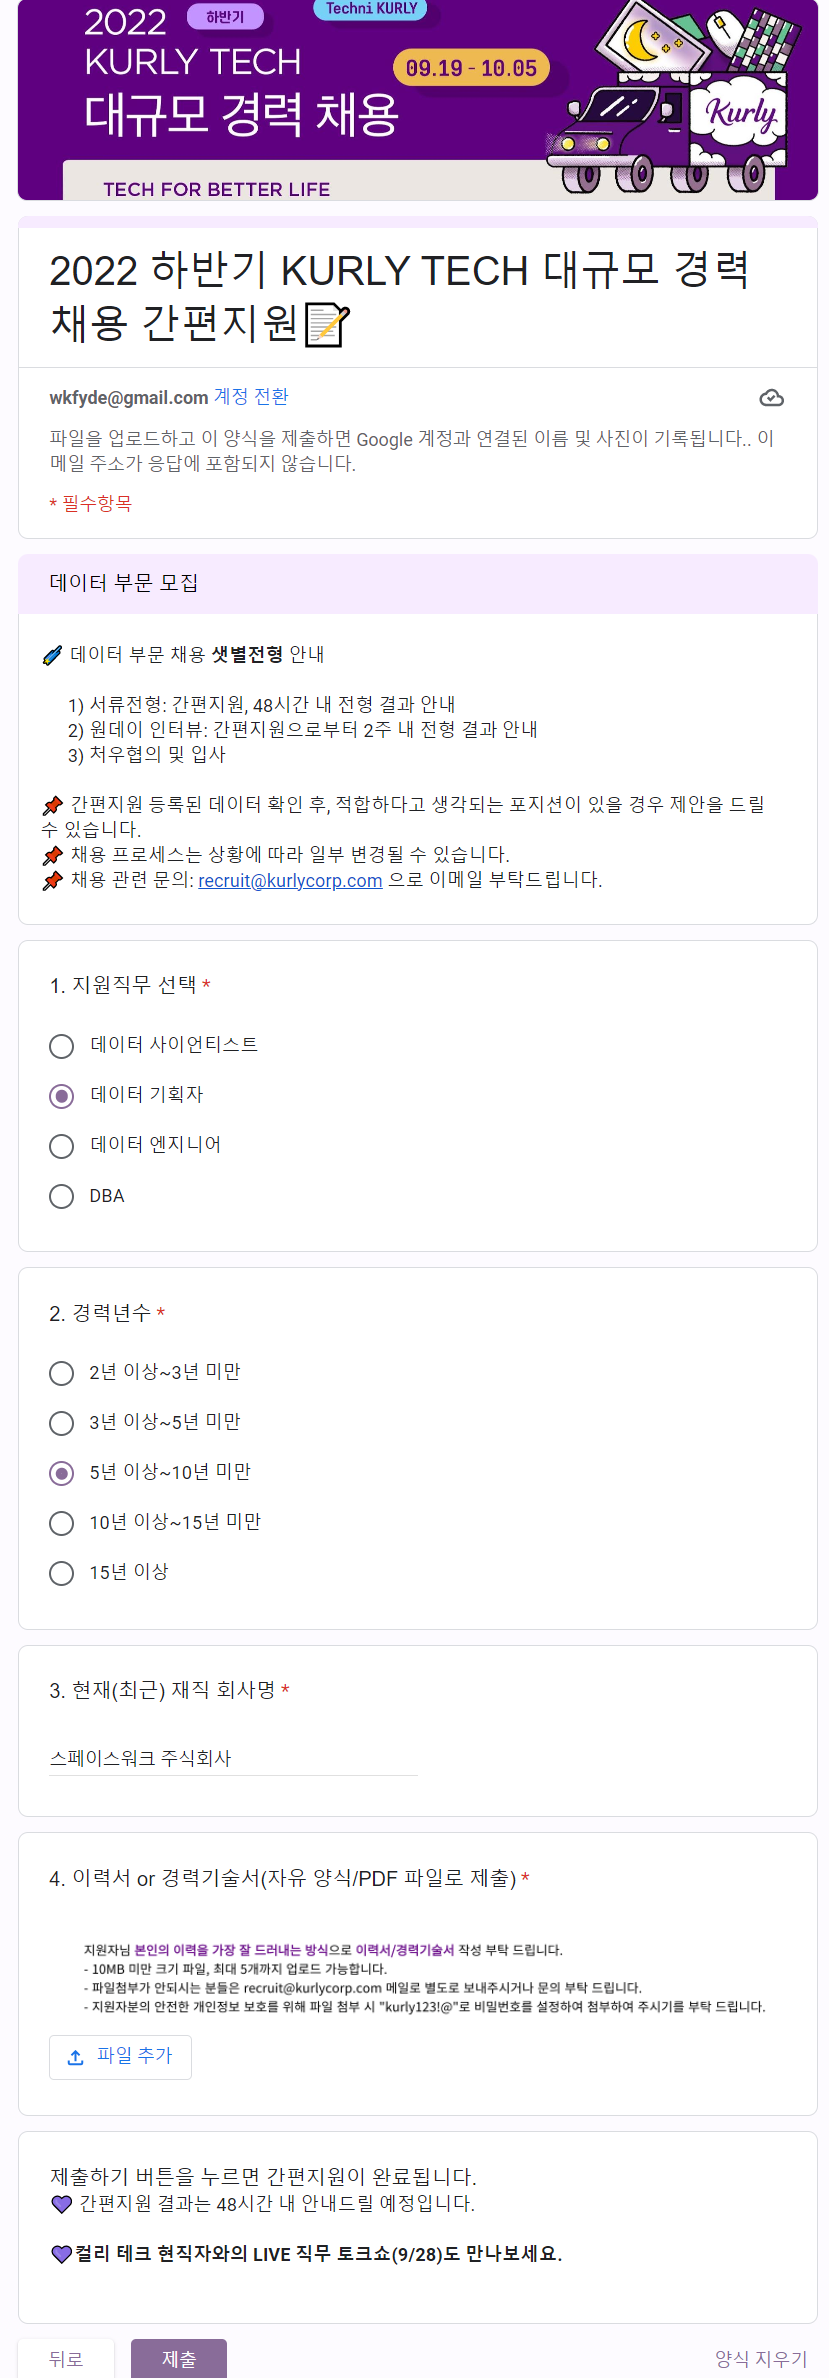 2022 하반기 Techni KURLY
KURLY TECH 09.19 - 10.05
대규모 경력 채용
Kurly
TECH FOR BETTER LIFE
2022 하반기 KURLY TECH 대규모 경력
채용 간편지원📝
wkfyde@gmail.com 계정 전환
파일을 업로드하고 이 양식을 제출하면 Google 계정과 연결된 이름 및 사진이 기록됩니다.. 이
메일 주소가 응답에 포함되지 않습니다.
* 필수항목
데이터 부문 모집
데이터 부문 채용 샛별전형 안내
1) 서류전형: 간편지원, 48시간 내 전형 결과 안내
2) 원데이 인터뷰: 간편지원으로부터 2주 내 전형 결과 안내
3) 처우협의 및 입사
📌 간편지원 등록된 데이터 확인 후, 적합하다고 생각되는 포지션이 있을 경우 제안을 드릴
수 있습니다.
📌 채용 프로세스는 상황에 따라 일부 변경될 수 있습니다.
📌 채용 관련 문의: recruit@kurlycorp.com 으로 이메일 부탁드립니다.
1. 지원직무 선택 *
데이터 사이언티스트
데이터 기획자
데이터 엔지니어
DBA
2. 경력년수 *
2년 이상~3년 미만
3년 이상~5년 미만
5년 이상~10년 미만
10년 이상~15년 미만
15년 이상
3. 현재(최근) 재직 회사명 *
스페이스워크 주식회사
4. 이력서 or 경력기술서(자유 양식/PDF 파일로 제출) *
지원자님 본인의 이력을 가장 잘 드러내는 방식으로 이력서/경력기술서 작성 부탁 드립니다.
- 10MB 미만 크기 파일, 최대 5개까지 업로드 가능합니다.
- 파일첨부가 안되시는 분들은 recruit@kurlycorp.com 메일로 별도로 보내주시거나 문의 부탁 드립니다.
- 지원자분의 안전한 개인정보 보호를 위해 파일 첨부 시 "kurly123!@"로 비밀번호를 설정하여 첨부하여 주시기를 부탁 드립니다.
파일 추가
제출하기 버튼을 누르면 간편지원이 완료됩니다.
💜 간편지원 결과는 48시간 내 안내드릴 예정입니다.
💜컬리 테크 현직자와의 LIVE 직무 토크쇼(9/28)도 만나보세요.
뒤로 제출 양식 지우기